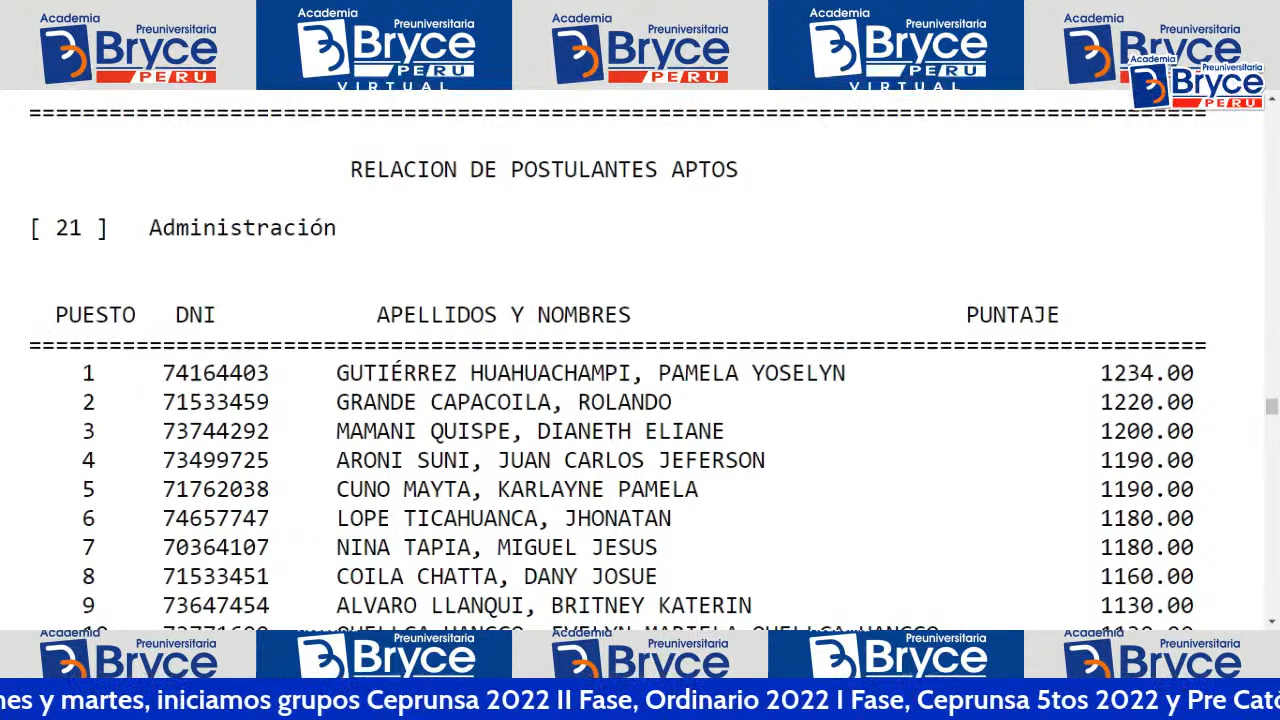 Academia Preuniversitaria Bryce PERU
Academia Preuniversitaria Bryce PERU VIRTUAL
Academia Preuniversitaria Bryce PERU
Academia Preuniversitaria Bryce PERU VIRTUAL
Academia Preuniversitaria Bryce
Academia Preuniversitaria Bryce PERU
========================================================================================
RELACION DE POSTULANTES APTOS
[ 21 ] Administración
PUESTO DNI APELLIDOS Y NOMBRES PUNTAJE
========================================================================================
1 74164403 GUTIÉRREZ HUAHUACHAMPI, PAMELA YOSELYN 1234.00
2 71533459 GRANDE CAPACOILA, ROLANDO 1220.00
3 73744292 MAMANI QUISPE, DIANETH ELIANE 1200.00
4 73499725 ARONI SUNI, JUAN CARLOS JEFERSON 1190.00
5 71762038 CUNO MAYTA, KARLAYNE PAMELA 1190.00
6 74657747 LOPE TICAHUANCA, JHONATAN 1180.00
7 70364107 NINA TAPIA, MIGUEL JESUS 1180.00
8 71533451 COILA CHATTA, DANY JOSUE 1160.00
9 73647454 ALVARO LLANQUI, BRITNEY KATERIN 1130.00
Academia Preuniversitaria Bryce
Preuniversitaria Bryce
Academia Preuniversitaria Bryce
Preuniversitaria Bryce
Academia Preuniversitaria Bryce
y martes, iniciamos grupos Ceprunsa 2022 II Fase, Ordinario 2022 I Fase, Ceprunsa 5tos 2022 y Pre